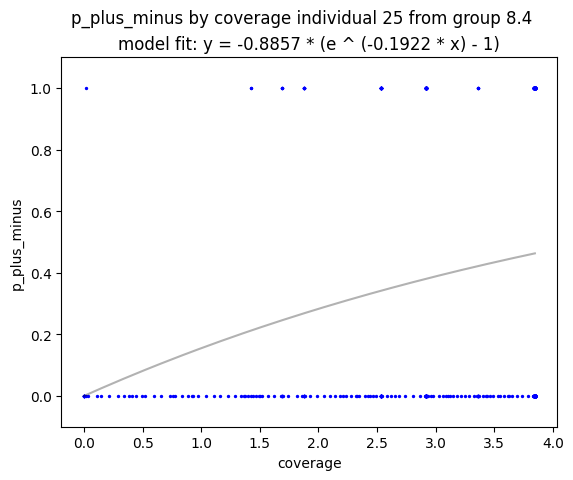 p_plus_minus by coverage individual 25 from group 8.4
model fit: y = -0.8857 * (e ^ (-0.1922 * x) - 1)
1.0
0.8
0.6
0.4
0.2
0.0
p_plus_minus
0.0 0.5 1.0 1.5 2.0 2.5 3.0 3.5 4.0
coverage